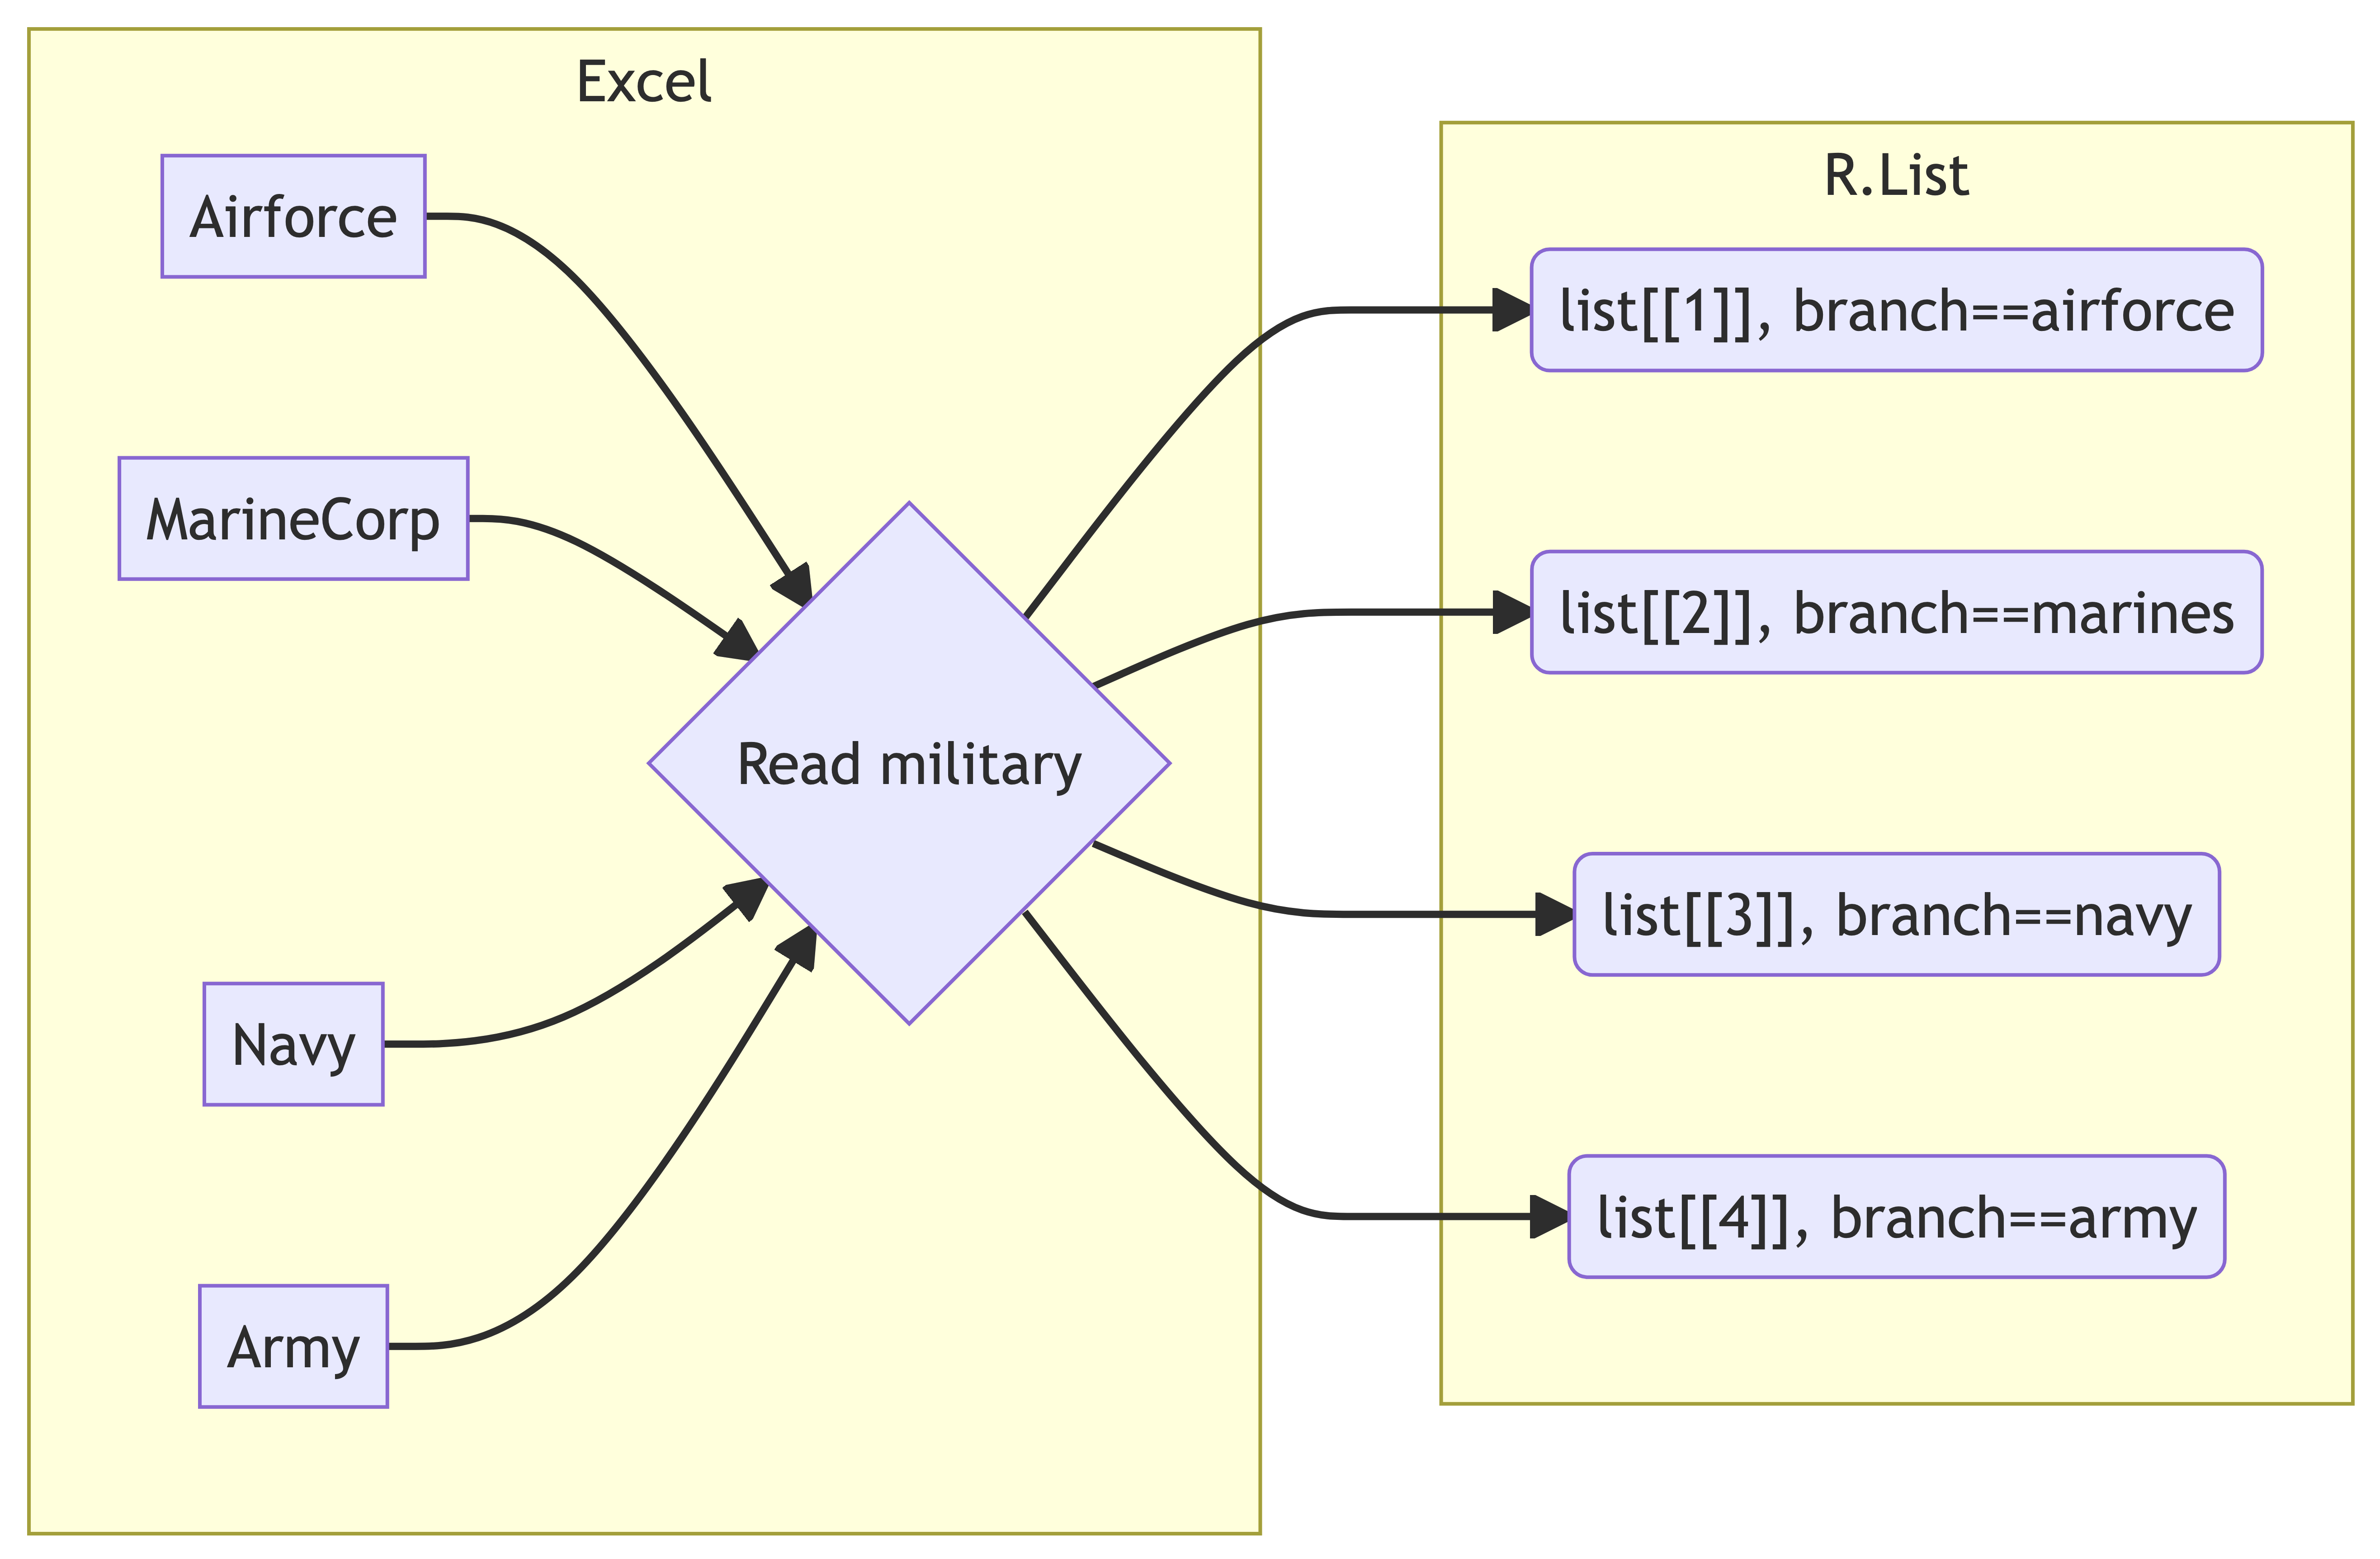 Excel
Airforce
MarineCorp
Read military
Navy
Army
R.List
list[[1]], branch==airforce
list[[2]], branch==marines
list[[3]], branch==navy
list[[4]], branch==army